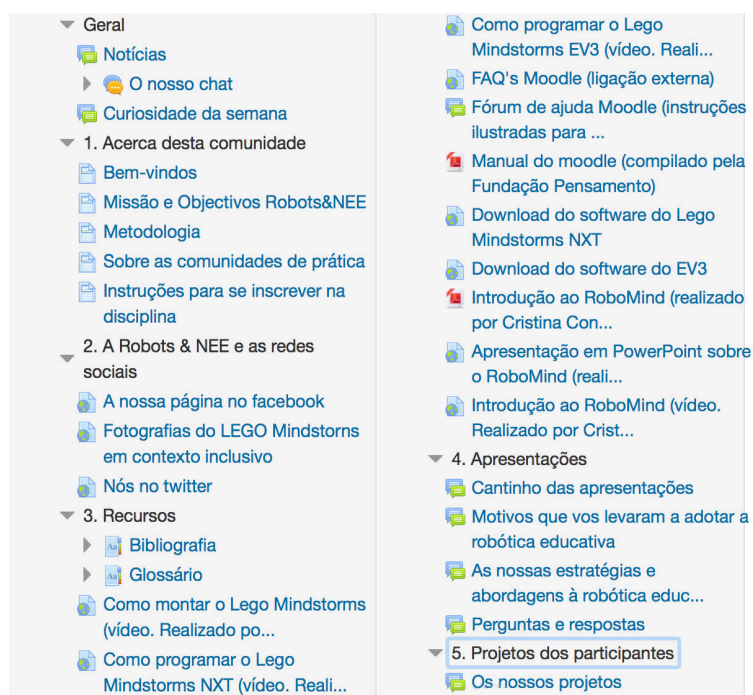 Geral
Notícias
O nosso chat
Curiosidade da semana
1. Acerca desta comunidade
Bem-vindos
Missão e Objectivos Robots&NEE
Metodologia
Sobre as comunidades de prática
Instruções para se inscrever na
disciplina
2. A Robots & NEE e as redes
sociais
A nossa página no facebook
Fotografias do LEGO Mindstorns
em contexto inclusivo
Nós no twitter
3. Recursos
Bibliografia
Glossário
Como montar o Lego Mindstorms
(vídeo. Realizado po...
Como programar o Lego
Mindstorms NXT (vídeo. Reali...
Como programar o Lego
Mindstorms EV3 (vídeo. Reali...
FAQ's Moodle (ligação externa)
Fórum de ajuda Moodle (instruções
ilustradas para ...
Manual do moodle (compilado pela
Fundação Pensamento)
Download do software do Lego
Mindstorms NXT
Download do software do EV3
Introdução ao RoboMind (realizado
por Cristina Con...
Apresentação em PowerPoint sobre
o RoboMind (reali...
Introdução ao RoboMind (vídeo.
Realizado por Crist...
4. Apresentações
Cantinho das apresentações
Motivos que vos levaram a adotar a
robótica educativa
As nossas estratégias e
abordagens à robótica educ...
Perguntas e respostas
5. Projetos dos participantes
Os nossos projetos